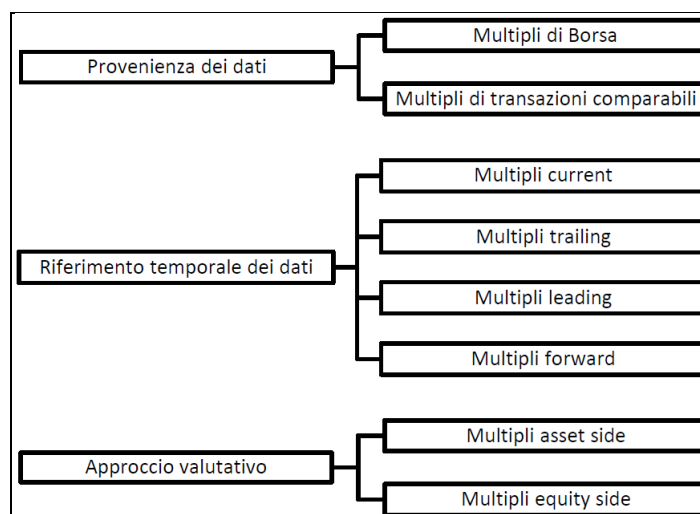 Provenienza dei dati
Multipli di Borsa
Multipli di transazioni comparabili
Riferimento temporale dei dati
Multipli current
Multipli trailing
Multipli leading
Multipli forward
Approccio valutativo
Multipli asset side
Multipli equity side